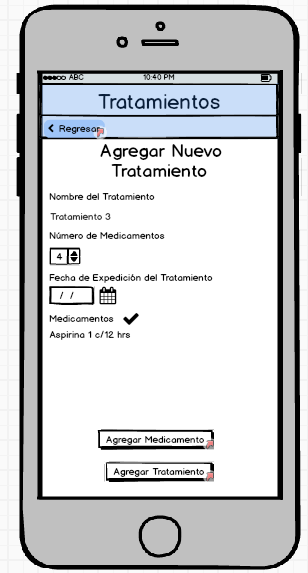 ABC 10:40 PM
Tratamientos
Regresar
Agregar Nuevo
Tratamiento
Nombre del Tratamiento
Tratamiento 3
Número de Medicamentos
4
Fecha de Expedición del Tratamiento
/ /
Medicamentos
Aspirina 1 c/12 hrs
Agregar Medicamento
Agregar Tratamiento